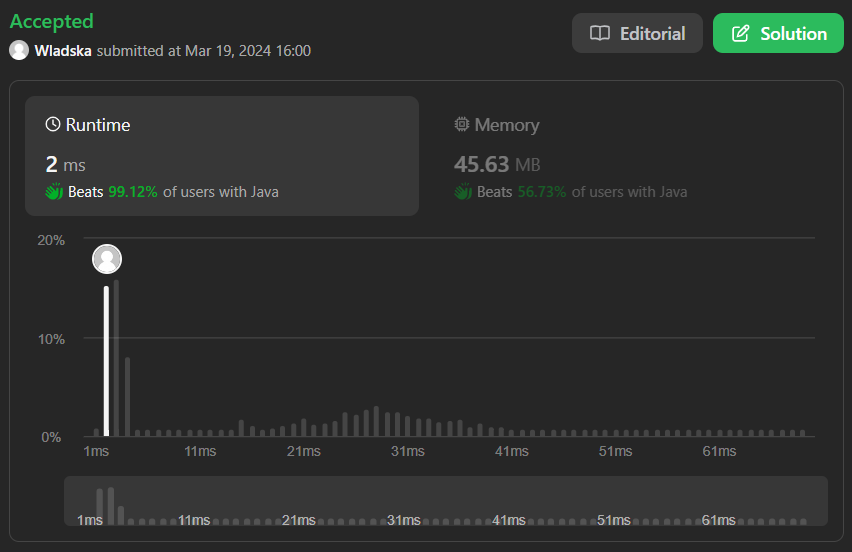 Accepted
Wladska submitted at Mar 19, 2024 16:00
Editorial
Solution
Runtime
2 ms
Beats 99.12% of users with Java
Memory
45.63 MB
Beats 56.73% of users with Java
20%
10%
0%
1ms 11ms 21ms 31ms 41ms 51ms 61ms
1ms 11ms 21ms 31ms 41ms 51ms 61ms